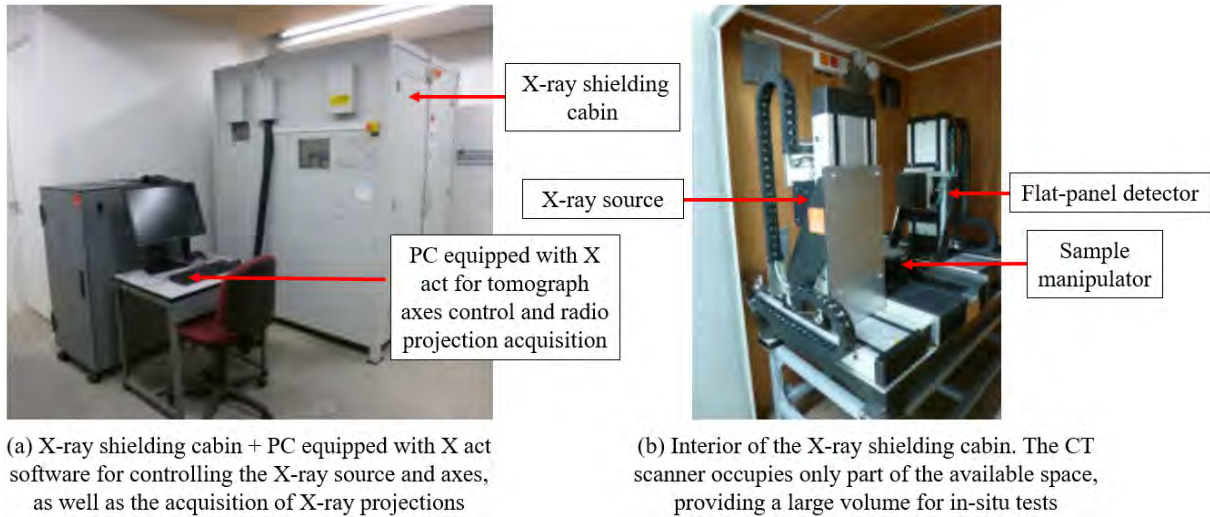 X-ray shielding
cabin
PC equipped with X
act for tomograph
axes control and radio
projection acquisition
X-ray source
Flat-panel detector
Sample
manipulator
(a) X-ray shielding cabin + PC equipped with X act
software for controlling the X-ray source and axes,
as well as the acquisition of X-ray projections
(b) Interior of the X-ray shielding cabin. The CT
scanner occupies only part of the available space,
providing a large volume for in-situ tests